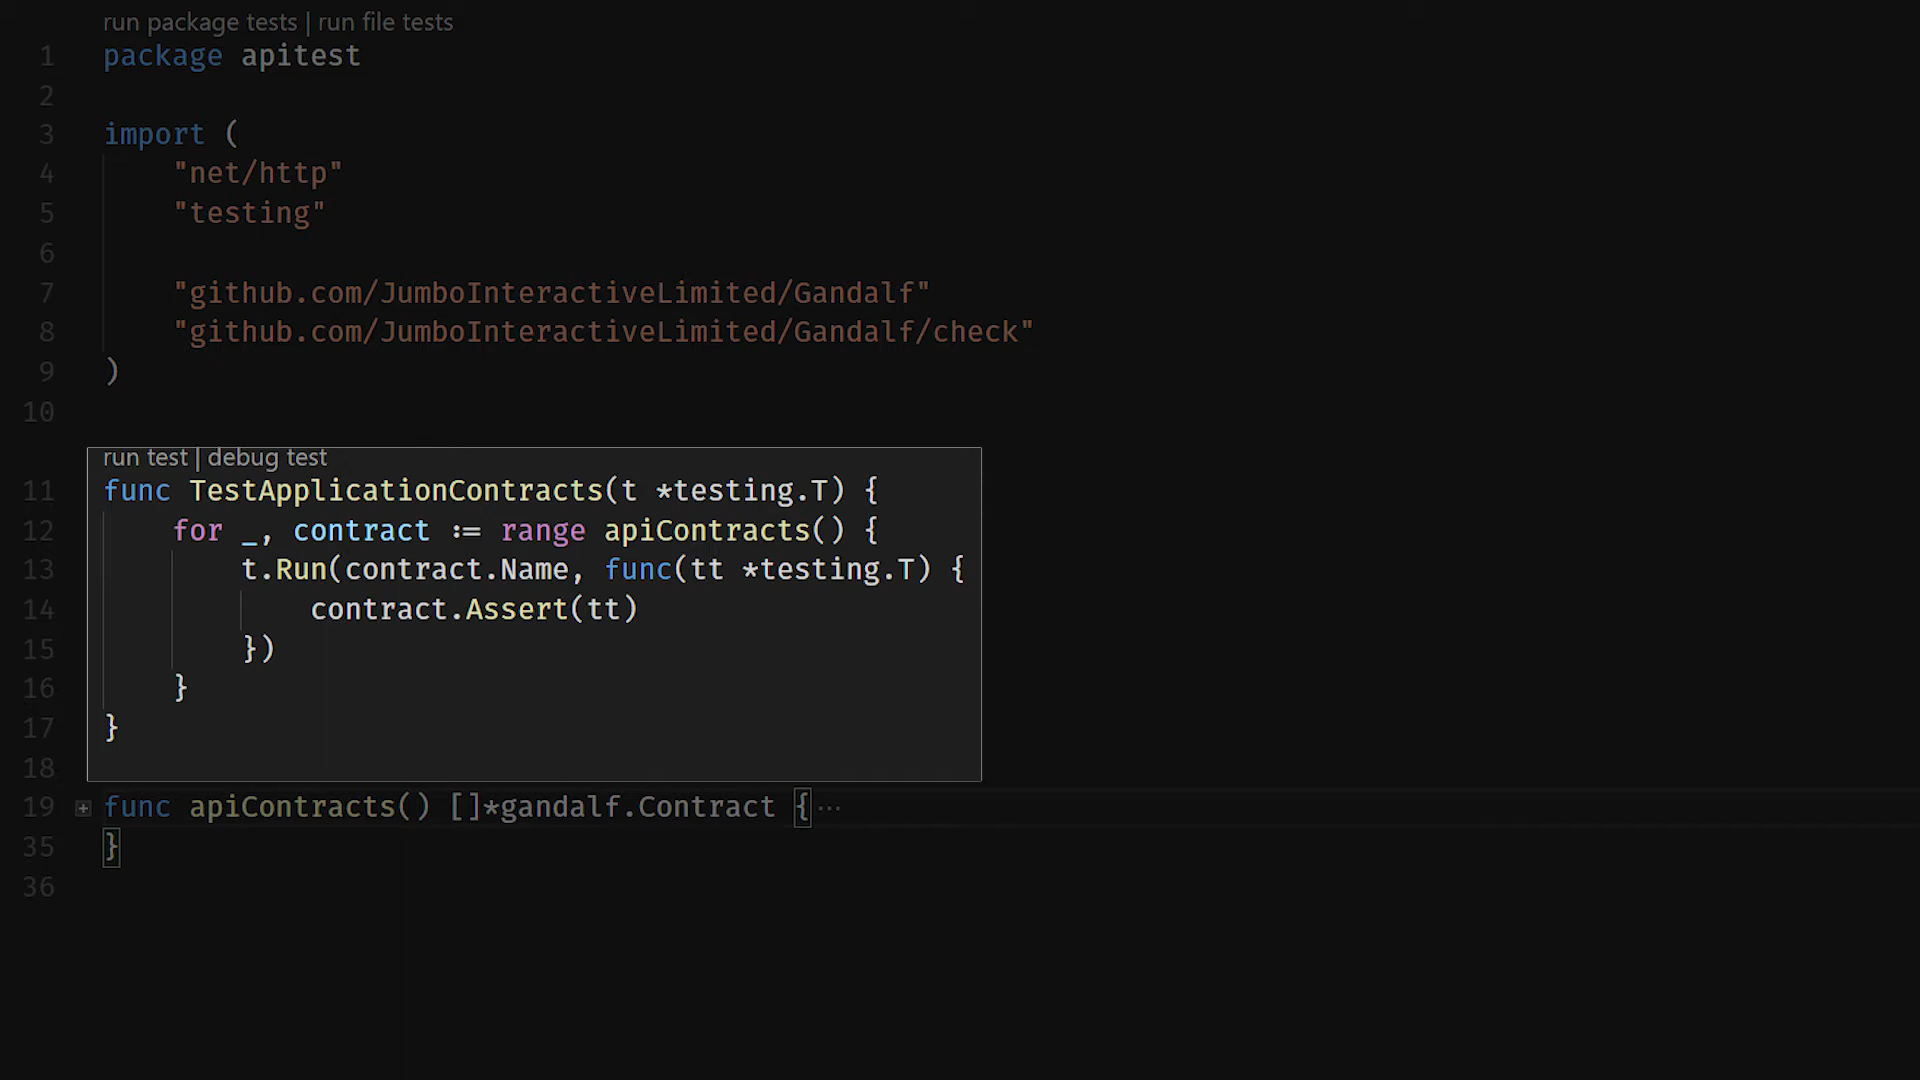 run package tests | run file tests
1 package apitest
2
3 import (
4 "net/http"
5 "testing"
6
7 "github.com/JumboInteractiveLimited/Gandalf"
8 "github.com/JumboInteractiveLimited/Gandalf/check"
9 )
10
run test | debug test
11 func TestApplicationContracts(t *testing.T) {
12 for _, contract := range apiContracts() {
13 t.Run(contract.Name, func(tt *testing.T) {
14 contract.Assert(tt)
15 })
16 }
17 }
18
19 func apiContracts() []*gandalf.Contract {···
35 }
36